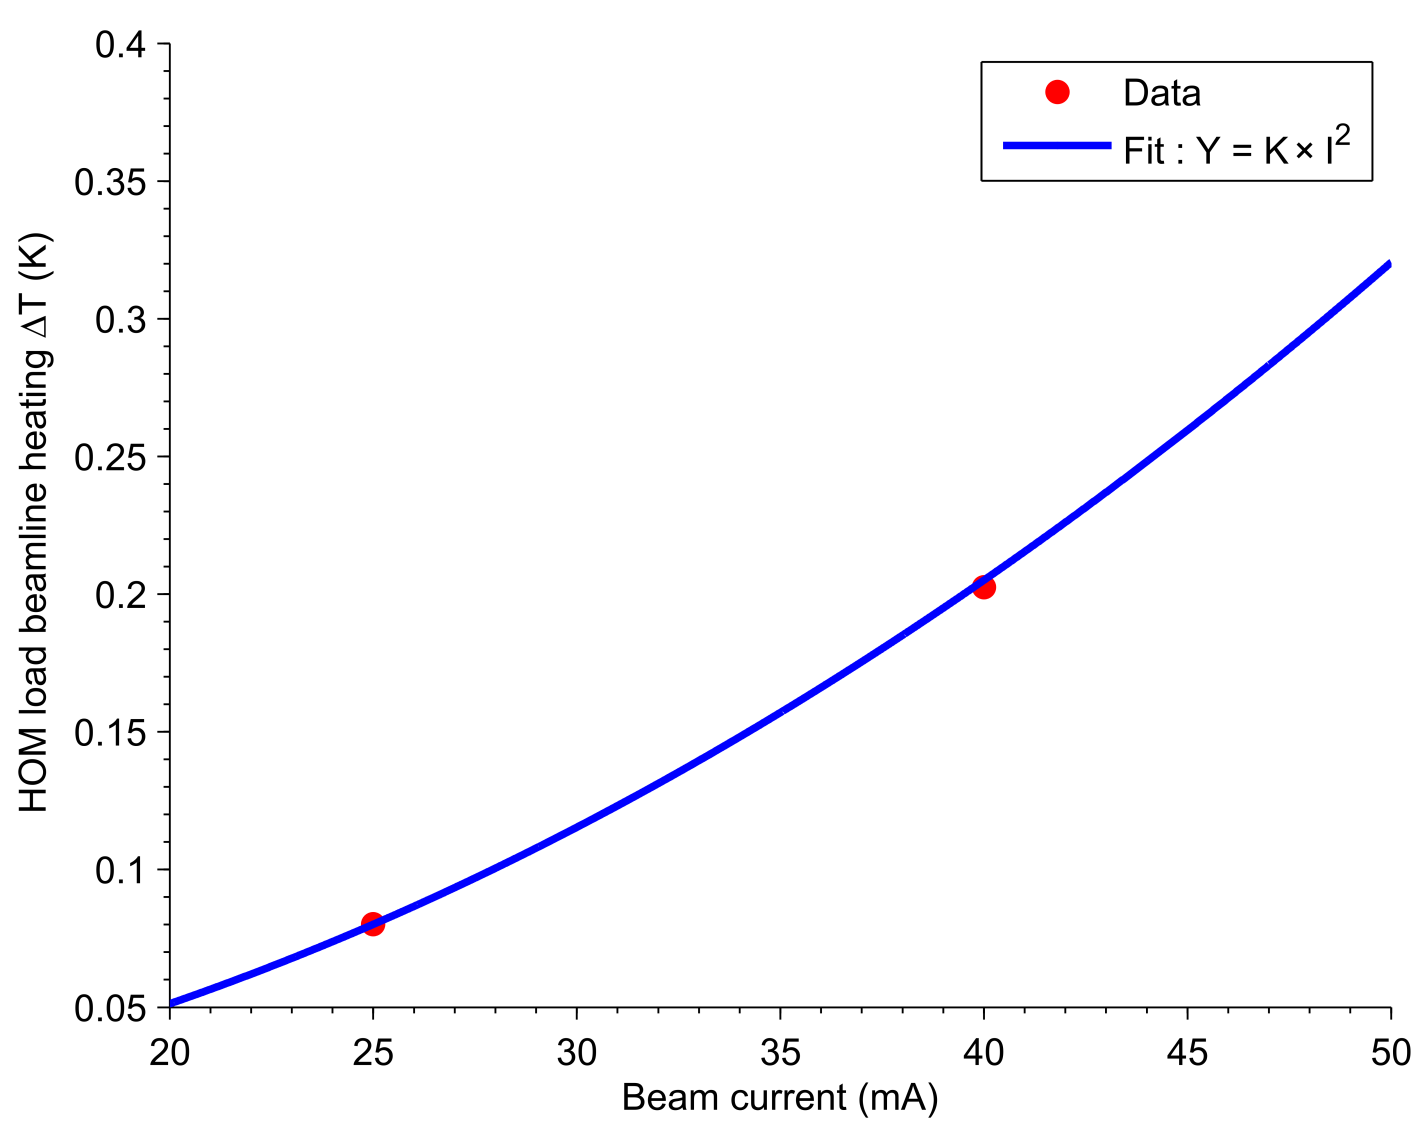 0.4
0.35
0.3
0.25
0.2
0.15
0.1
0.05
20 25 30 35 40 45 50
Beam current (mA)
HOM load beamline heating ΔT (K)
Data
Fit : Y = K × I²